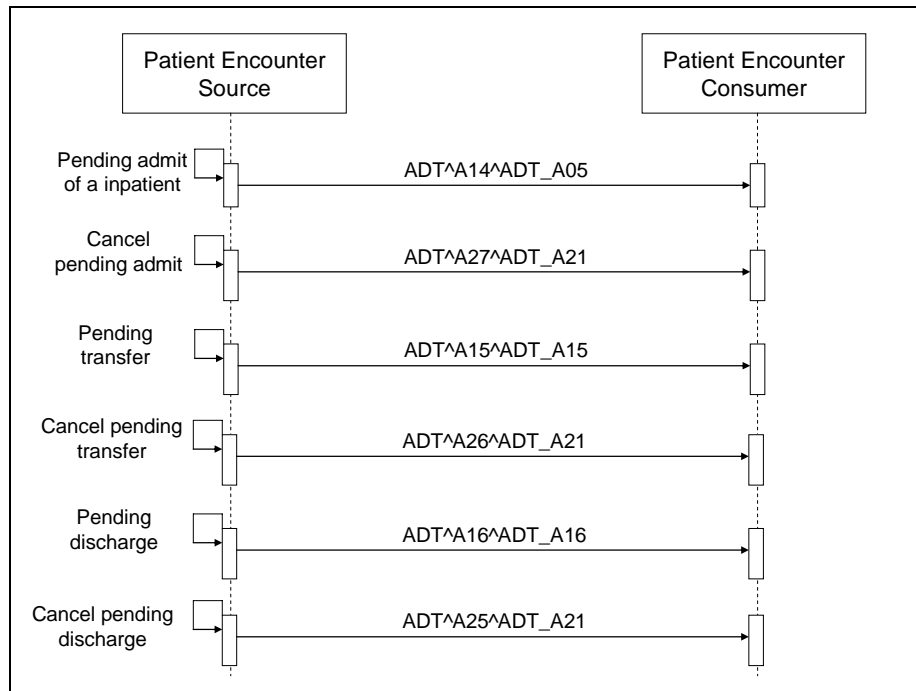 Patient Encounter
Source
Patient Encounter
Consumer
Pending admit
of a inpatient
ADT^A14^ADT_A05
Cancel
pending admit
ADT^A27^ADT_A21
Pending
transfer
ADT^A15^ADT_A15
Cancel pending
transfer
ADT^A26^ADT_A21
Pending
discharge
ADT^A16^ADT_A16
Cancel pending
discharge
ADT^A25^ADT_A21